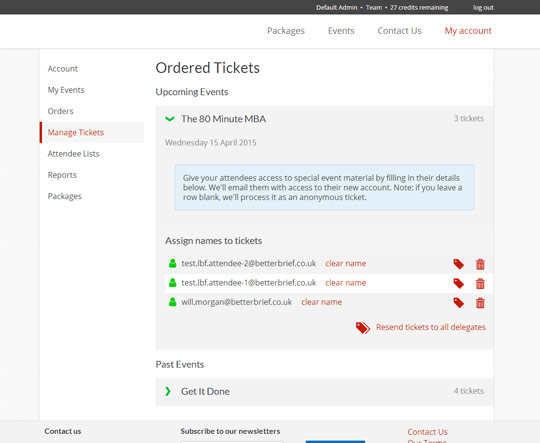 Default Admin • Team • 27 credits remaining log out
Packages Events Contact Us My account
Account
My Events
Orders
Manage Tickets
Attendee Lists
Reports
Packages
Ordered Tickets
Upcoming Events
The 80 Minute MBA 3 tickets
Wednesday 15 April 2015
Give your attendees access to special event material by filling in their details
below. We'll email them with access to their new account. Note: if you leave a
row blank, we'll process it as an anonymous ticket.
Assign names to tickets
test.lbf.attendee-2@betterbrief.co.uk clear name
test.lbf.attendee-1@betterbrief.co.uk clear name
will.morgan@betterbrief.co.uk clear name
Resend tickets to all delegates
Past Events
Get It Done 4 tickets
Contact us Subscribe to our newsletters Contact Us
Our Terms